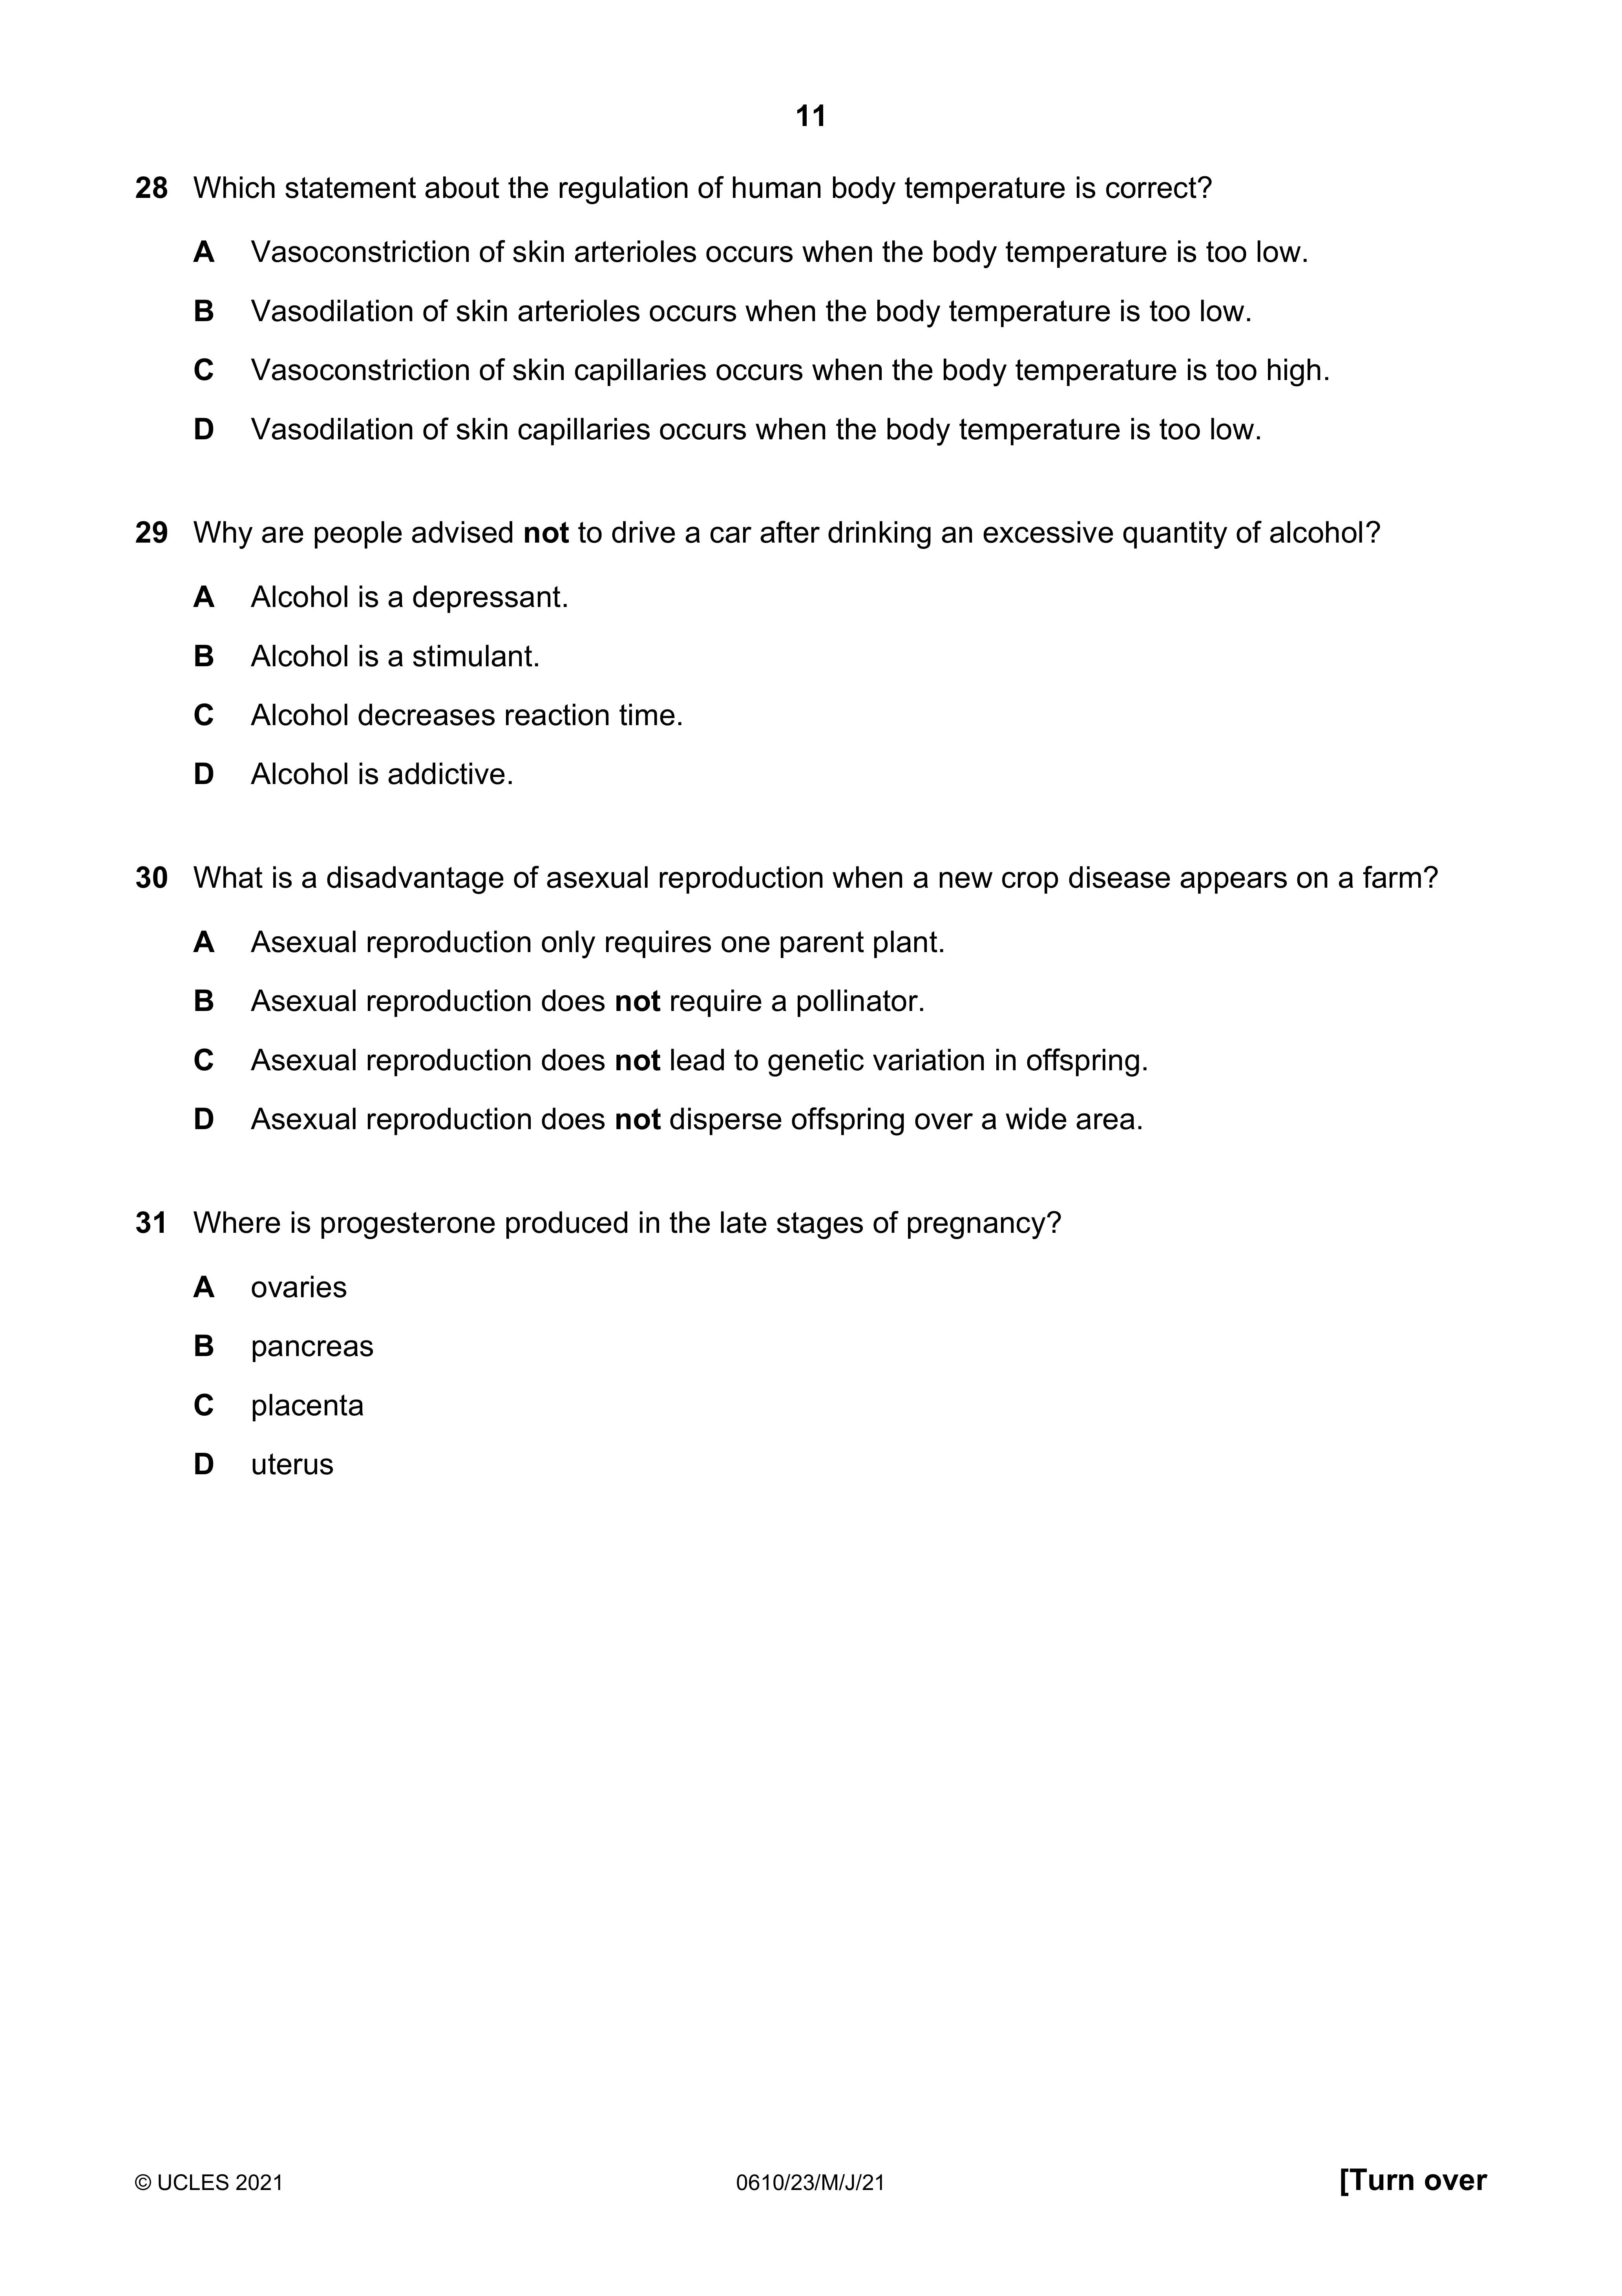 11
28 Which statement about the regulation of human body temperature is correct?
A Vasoconstriction of skin arterioles occurs when the body temperature is too low.
B Vasodilation of skin arterioles occurs when the body temperature is too low.
C Vasoconstriction of skin capillaries occurs when the body temperature is too high.
D Vasodilation of skin capillaries occurs when the body temperature is too low.
29 Why are people advised not to drive a car after drinking an excessive quantity of alcohol?
A Alcohol is a depressant.
B Alcohol is a stimulant.
C Alcohol decreases reaction time.
D Alcohol is addictive.
30 What is a disadvantage of asexual reproduction when a new crop disease appears on a farm?
A Asexual reproduction only requires one parent plant.
B Asexual reproduction does not require a pollinator.
C Asexual reproduction does not lead to genetic variation in offspring.
D Asexual reproduction does not disperse offspring over a wide area.
31 Where is progesterone produced in the late stages of pregnancy?
A ovaries
B pancreas
C placenta
D uterus
© UCLES 2021 0610/23/M/J/21 [Turn over